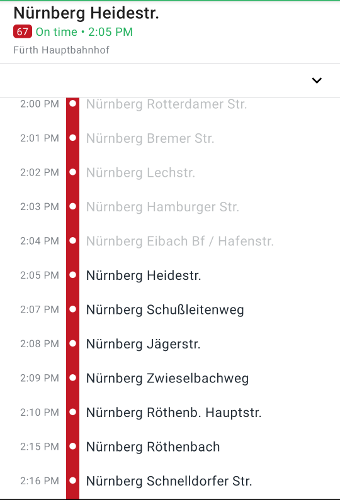 Nürnberg Heidestr.
67 On time • 2:05 PM
Fürth Hauptbahnhof
2:00 PM Nürnberg Rotterdamer Str.
2:01 PM Nürnberg Bremer Str.
2:02 PM Nürnberg Lechstr.
2:03 PM Nürnberg Hamburger Str.
2:04 PM Nürnberg Eibach Bf / Hafenstr.
2:05 PM Nürnberg Heidestr.
2:07 PM Nürnberg Schußleitenweg
2:08 PM Nürnberg Jägerstr.
2:09 PM Nürnberg Zwieselbachweg
2:10 PM Nürnberg Röthenb. Hauptstr.
2:15 PM Nürnberg Röthenbach
2:16 PM Nürnberg Schnelldorfer Str.